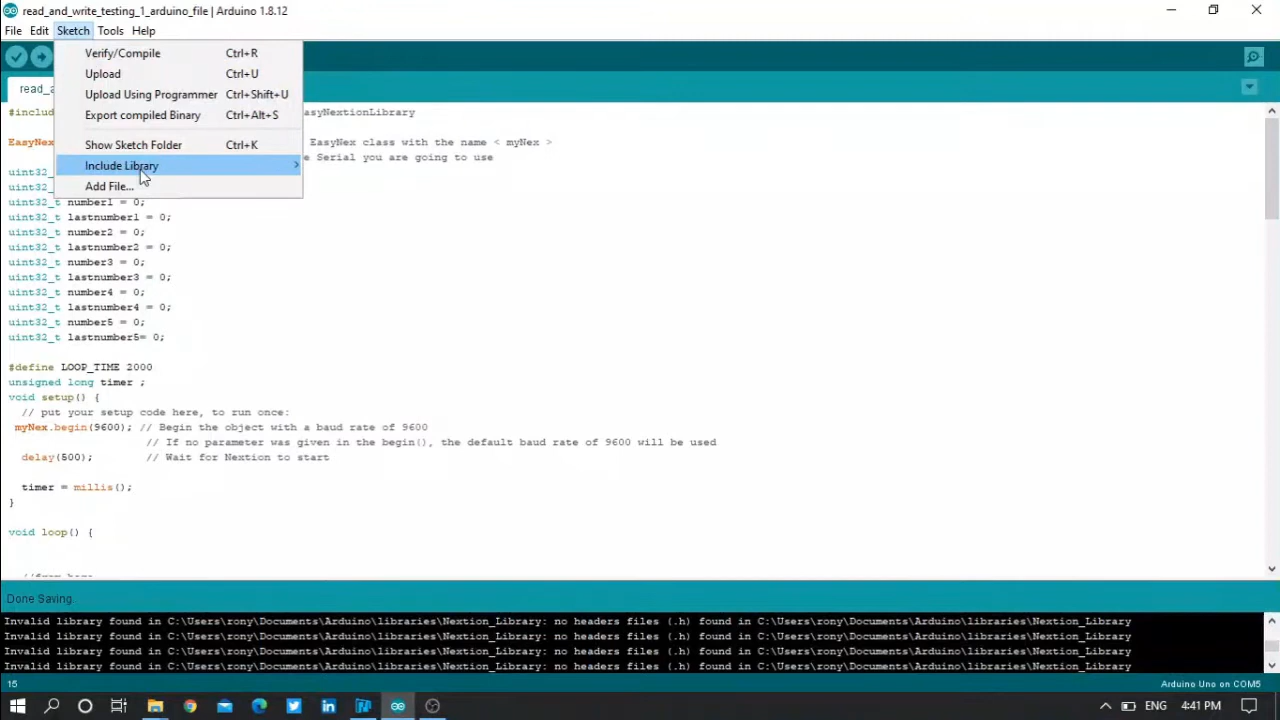 read_and_write_testing_1_arduino_file | Arduino 1.8.12
File Edit Sketch Tools Help
Verify/Compile Ctrl+R
Upload Ctrl+U
Upload Using Programmer Ctrl+Shift+U
Export compiled Binary Ctrl+Alt+S
Show Sketch Folder Ctrl+K
Include Library
Add File...
read_a
#includ asyNextionLibrary
EasyNex EasyNex class with the name < myNex >
e Serial you are going to use
uint32_
uint32_
uint32_t number1 = 0;
uint32_t lastnumber1 = 0;
uint32_t number2 = 0;
uint32_t lastnumber2 = 0;
uint32_t number3 = 0;
uint32_t lastnumber3 = 0;
uint32_t number4 = 0;
uint32_t lastnumber4 = 0;
uint32_t number5 = 0;
uint32_t lastnumber5= 0;
#define LOOP_TIME 2000
unsigned long timer ;
void setup() {
// put your setup code here, to run once:
myNex.begin(9600); // Begin the object with a baud rate of 9600
// If no parameter was given in the begin(), the default baud rate of 9600 will be used
delay(500); // Wait for Nextion to start
timer = millis();
}
void loop() {
//from here
Done Saving.
Invalid library found in C:\Users\rony\Documents\Arduino\libraries\Nextion_Library: no headers files (.h) found in C:\Users\rony\Documents\Arduino\libraries\Nextion_Library
Invalid library found in C:\Users\rony\Documents\Arduino\libraries\Nextion_Library: no headers files (.h) found in C:\Users\rony\Documents\Arduino\libraries\Nextion_Library
Invalid library found in C:\Users\rony\Documents\Arduino\libraries\Nextion_Library: no headers files (.h) found in C:\Users\rony\Documents\Arduino\libraries\Nextion_Library
Invalid library found in C:\Users\rony\Documents\Arduino\libraries\Nextion_Library: no headers files (.h) found in C:\Users\rony\Documents\Arduino\libraries\Nextion_Library
15 Arduino Uno on COM5
ENG 4:41 PM